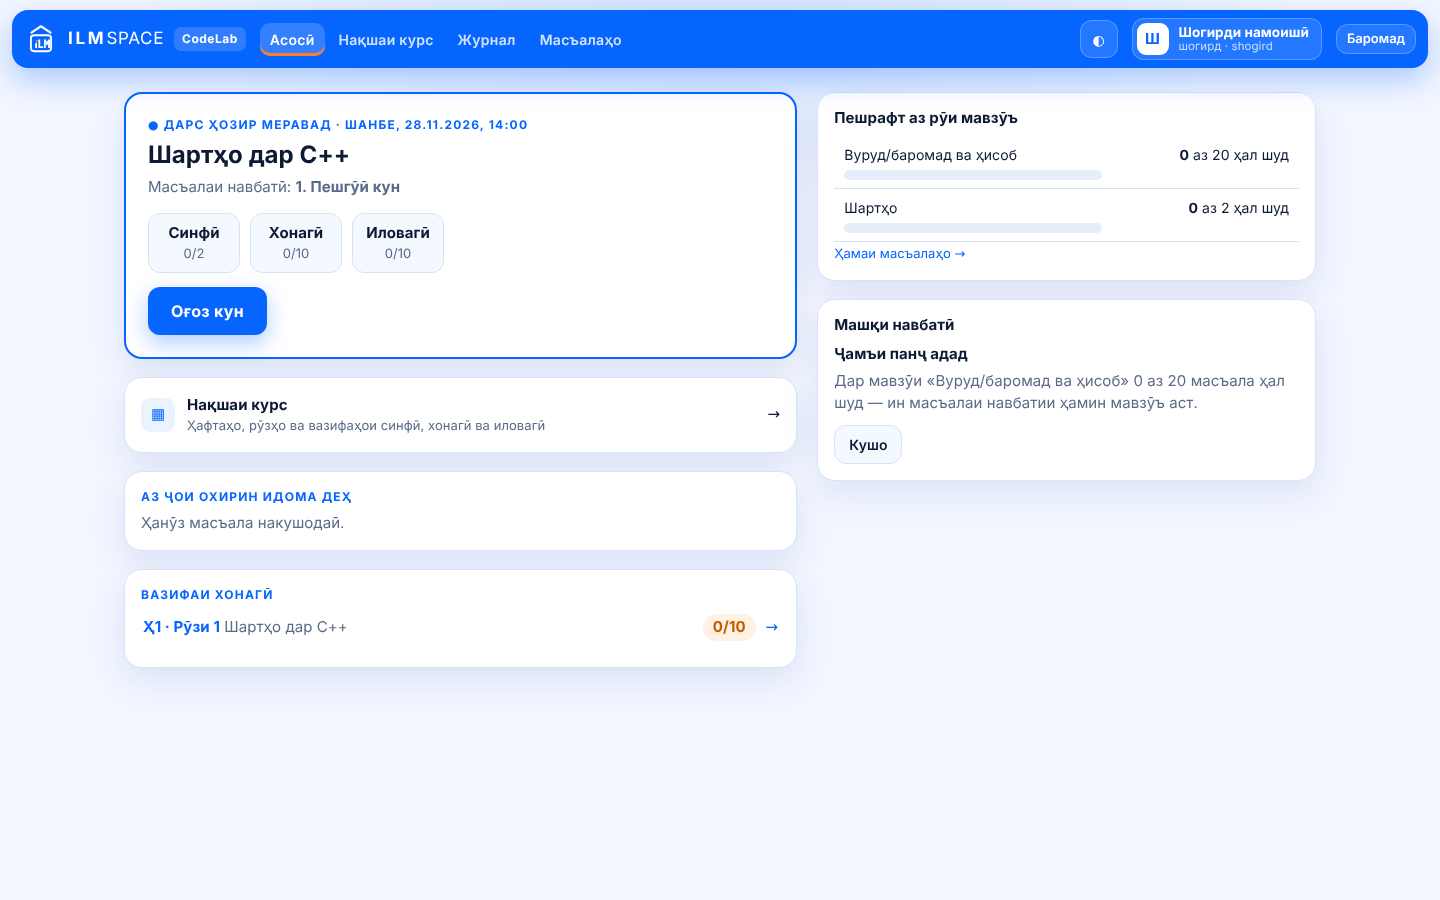 ILMSPACE CodeLab Асосӣ Нақшаи курс Журнал Масъалаҳо
Ш Шогирди намоишӣ
шогирд · shogird
Баромад
ДАРС ҲОЗИР МЕРАВАД · ШАНБЕ, 28.11.2026, 14:00
Шартҳо дар C++
Масъалаи навбатӣ: 1. Пешгӯӣ кун
Синфӣ
0/2
Хонагӣ
0/10
Иловагӣ
0/10
Оғоз кун
Нақшаи курс
Ҳафтаҳо, рӯзҳо ва вазифаҳои синфӣ, хонагӣ ва иловагӣ
→
АЗ ҶОИ ОХИРИН ИДОМА ДЕҲ
Ҳанӯз масъала накушодаӣ.
ВАЗИФАИ ХОНАГӢ
Ҳ1 · Рӯзи 1 Шартҳо дар C++ 0/10 →
Пешрафт аз рӯи мавзӯъ
Вуруд/баромад ва ҳисоб 0 аз 20 ҳал шуд
Шартҳо 0 аз 2 ҳал шуд
Ҳамаи масъалаҳо →
Машқи навбатӣ
Ҷамъи панҷ адад
Дар мавзӯи «Вуруд/баромад ва ҳисоб» 0 аз 20 масъала ҳал
шуд — ин масъалаи навбатии ҳамин мавзӯъ аст.
Кушо